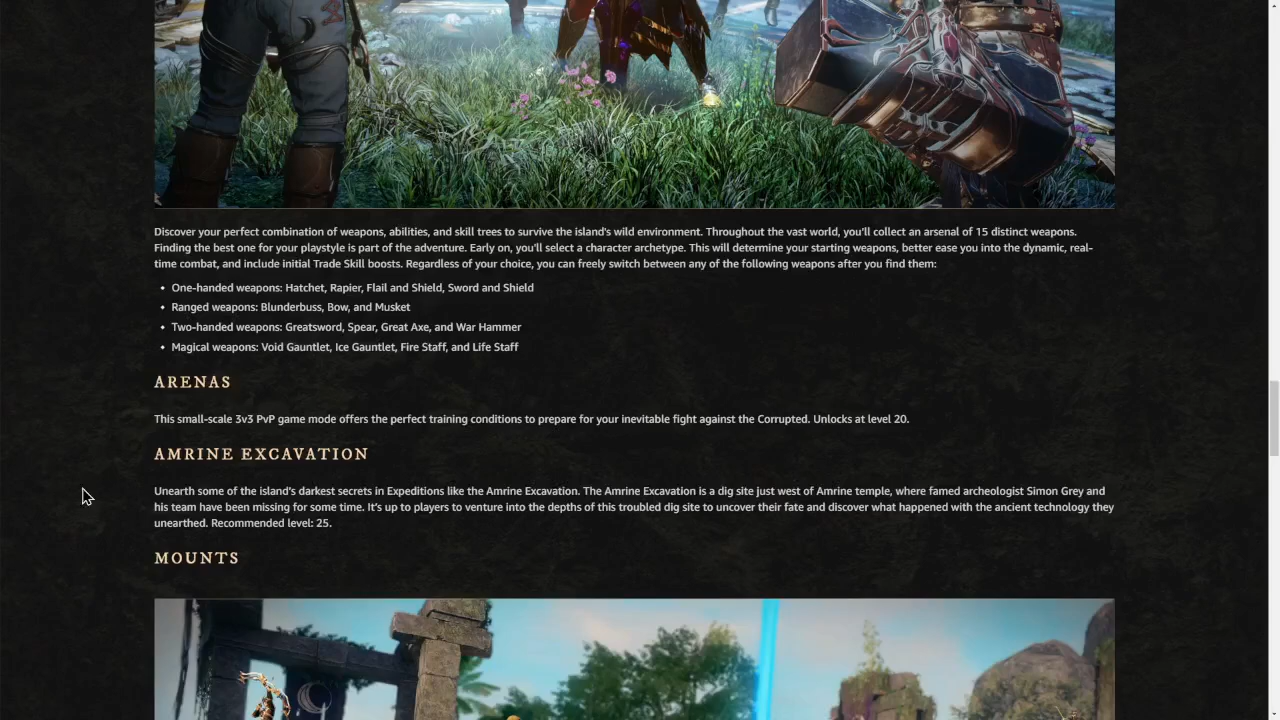 Discover your perfect combination of weapons, abilities, and skill trees to survive the island's wild environment. Throughout the vast world, you'll collect an arsenal of 15 distinct weapons.
Finding the best one for your playstyle is part of the adventure. Early on, you'll select a character archetype. This will determine your starting weapons, better ease you into the dynamic, real-
time combat, and include initial Trade Skill boosts. Regardless of your choice, you can freely switch between any of the following weapons after you find them:
• One-handed weapons: Hatchet, Rapier, Flail and Shield, Sword and Shield
• Ranged weapons: Blunderbuss, Bow, and Musket
• Two-handed weapons: Greatsword, Spear, Great Axe, and War Hammer
• Magical weapons: Void Gauntlet, Ice Gauntlet, Fire Staff, and Life Staff
ARENAS
This small-scale 3v3 PvP game mode offers the perfect training conditions to prepare for your inevitable fight against the Corrupted. Unlocks at level 20.
AMRINE EXCAVATION
Unearth some of the island's darkest secrets in Expeditions like the Amrine Excavation. The Amrine Excavation is a dig site just west of Amrine temple, where famed archeologist Simon Grey and
his team have been missing for some time. It's up to players to venture into the depths of this troubled dig site to uncover their fate and discover what happened with the ancient technology they
unearthed. Recommended level: 25.
MOUNTS